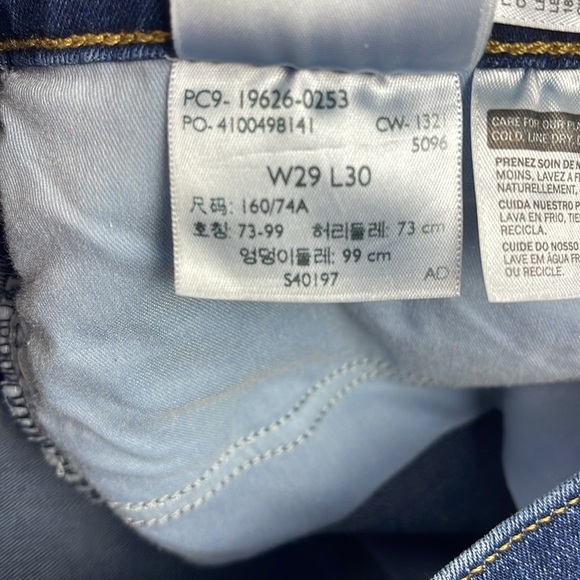 PC9- 19626-0253
PO- 4100498141 CW- 1321
5096
W29 L30
尺码: 160/74A
호칭: 73-99 허리둘레: 73 cm
엉덩이둘레: 99 cm
S40197 AD
CARE FOR OUR
COLD, LINE DRY,
PRENEZ SOIN DE
MOINS, LAVEZ A
NATURELLEMENT,
CUIDA NUESTRO
LAVA EN FRIO,
RECICLA.
CUIDE DO NOSSO
LAVE EM ÁGUA
OU RECICLE.